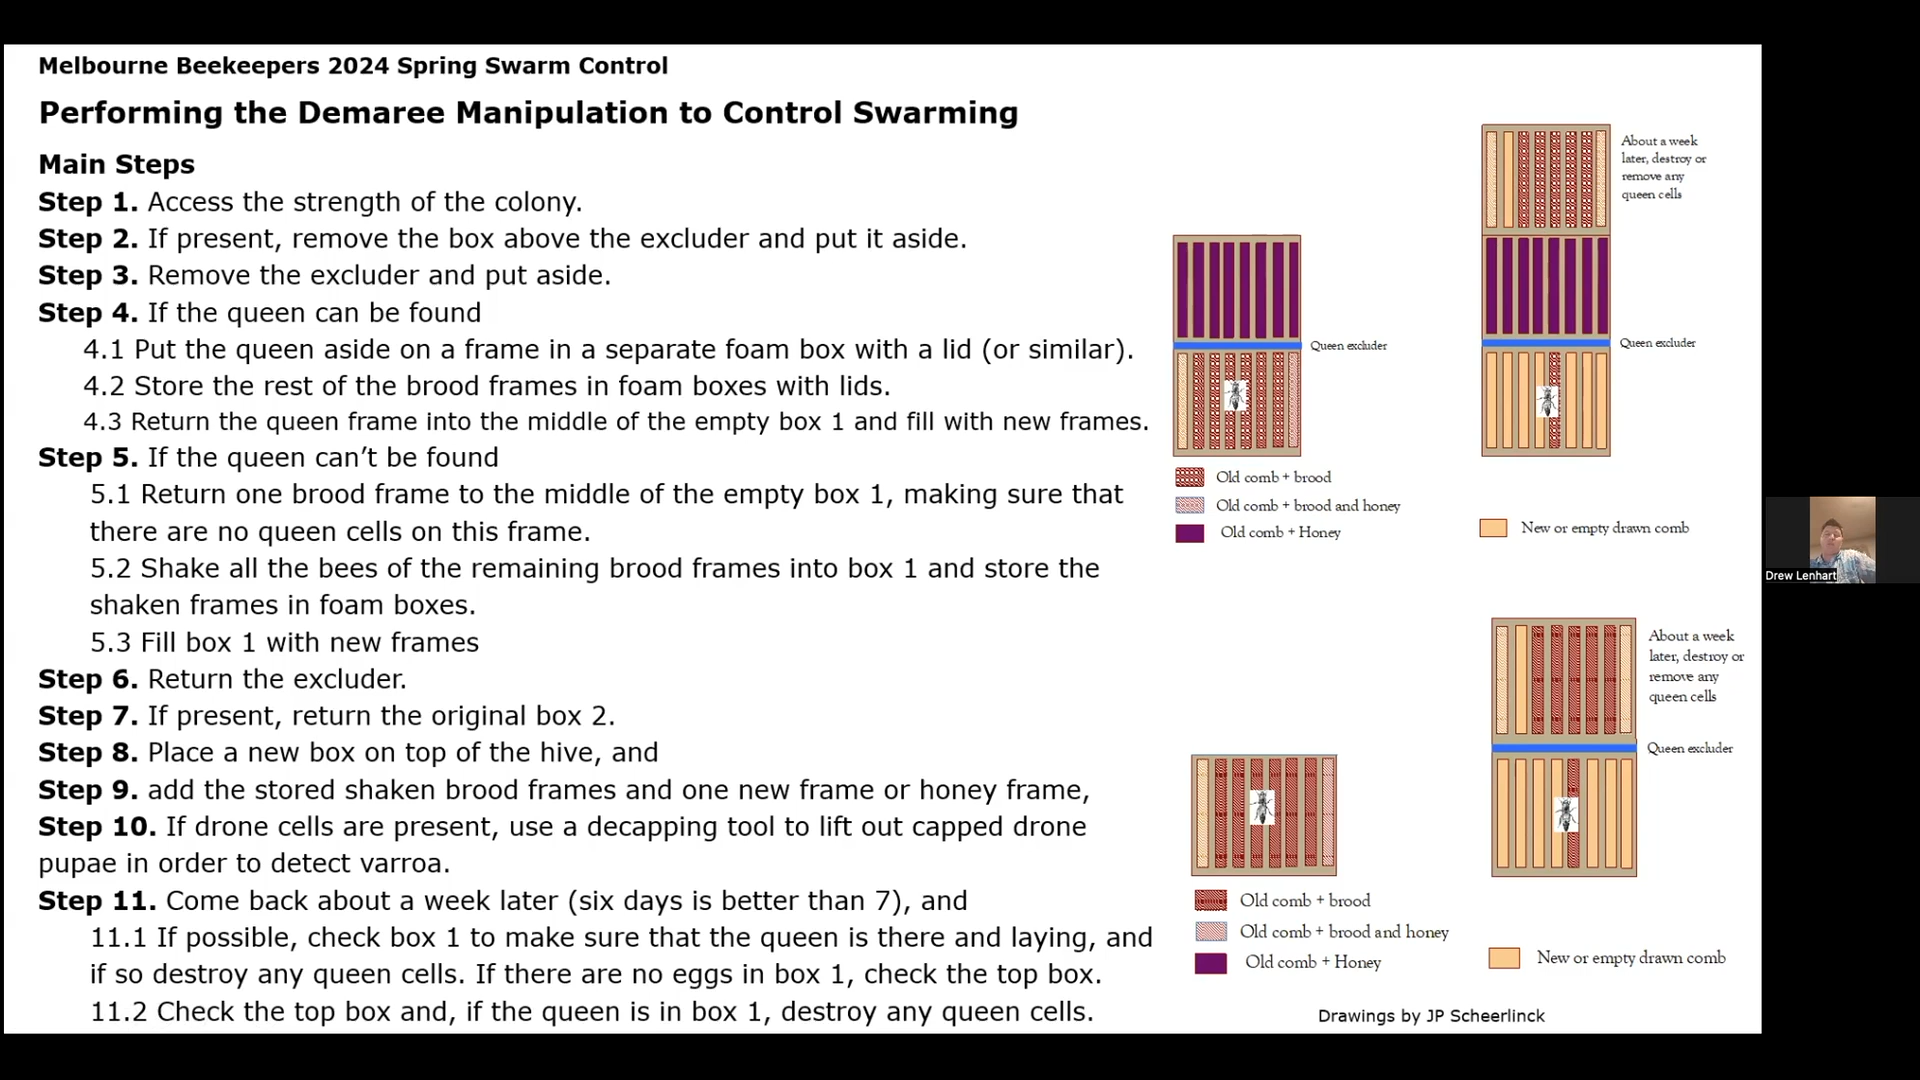 Melbourne Beekeepers 2024 Spring Swarm Control
Performing the Demaree Manipulation to Control Swarming
Main Steps
Step 1. Access the strength of the colony.
Step 2. If present, remove the box above the excluder and put it aside.
Step 3. Remove the excluder and put aside.
Step 4. If the queen can be found
4.1 Put the queen aside on a frame in a separate foam box with a lid (or similar).
4.2 Store the rest of the brood frames in foam boxes with lids.
4.3 Return the queen frame into the middle of the empty box 1 and fill with new frames.
Step 5. If the queen can’t be found
5.1 Return one brood frame to the middle of the empty box 1, making sure that
there are no queen cells on this frame.
5.2 Shake all the bees of the remaining brood frames into box 1 and store the
shaken frames in foam boxes.
5.3 Fill box 1 with new frames
Step 6. Return the excluder.
Step 7. If present, return the original box 2.
Step 8. Place a new box on top of the hive, and
Step 9. add the stored shaken brood frames and one new frame or honey frame,
Step 10. If drone cells are present, use a decapping tool to lift out capped drone
pupae in order to detect varroa.
Step 11. Come back about a week later (six days is better than 7), and
11.1 If possible, check box 1 to make sure that the queen is there and laying, and
if so destroy any queen cells. If there are no eggs in box 1, check the top box.
11.2 Check the top box and, if the queen is in box 1, destroy any queen cells.
About a week
later, destroy or
remove any
queen cells
Queen excluder
Queen excluder
Old comb + brood
Old comb + brood and honey
Old comb + Honey
New or empty drawn comb
About a week
later, destroy or
remove any
queen cells
Queen excluder
Old comb + brood
Old comb + brood and honey
Old comb + Honey
New or empty drawn comb
Drawings by JP Scheerlinck
Drew Lenhart